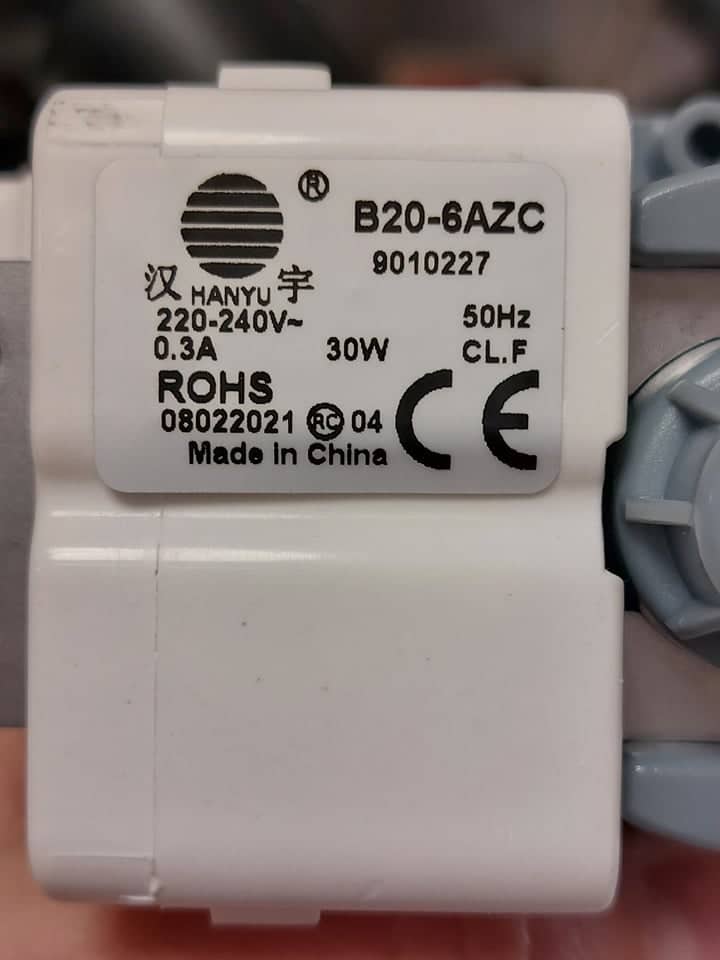 ®
B20-6AZC
9010227
汉 HANYU 宇
220-240V~ 50Hz
0.3A 30W CL.F
ROHS
08022021 RC 04
CE
Made in China